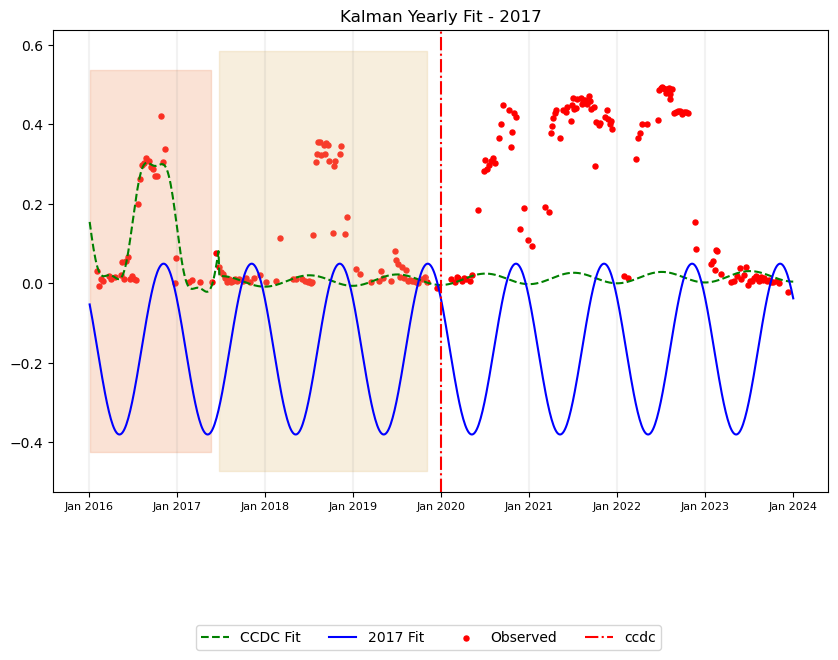 Kalman Yearly Fit - 2017
0.6
0.4
0.2
0.0
−0.2
−0.4
Jan 2016 Jan 2017 Jan 2018 Jan 2019 Jan 2020 Jan 2021 Jan 2022 Jan 2023 Jan 2024
CCDC Fit 2017 Fit Observed ccdc